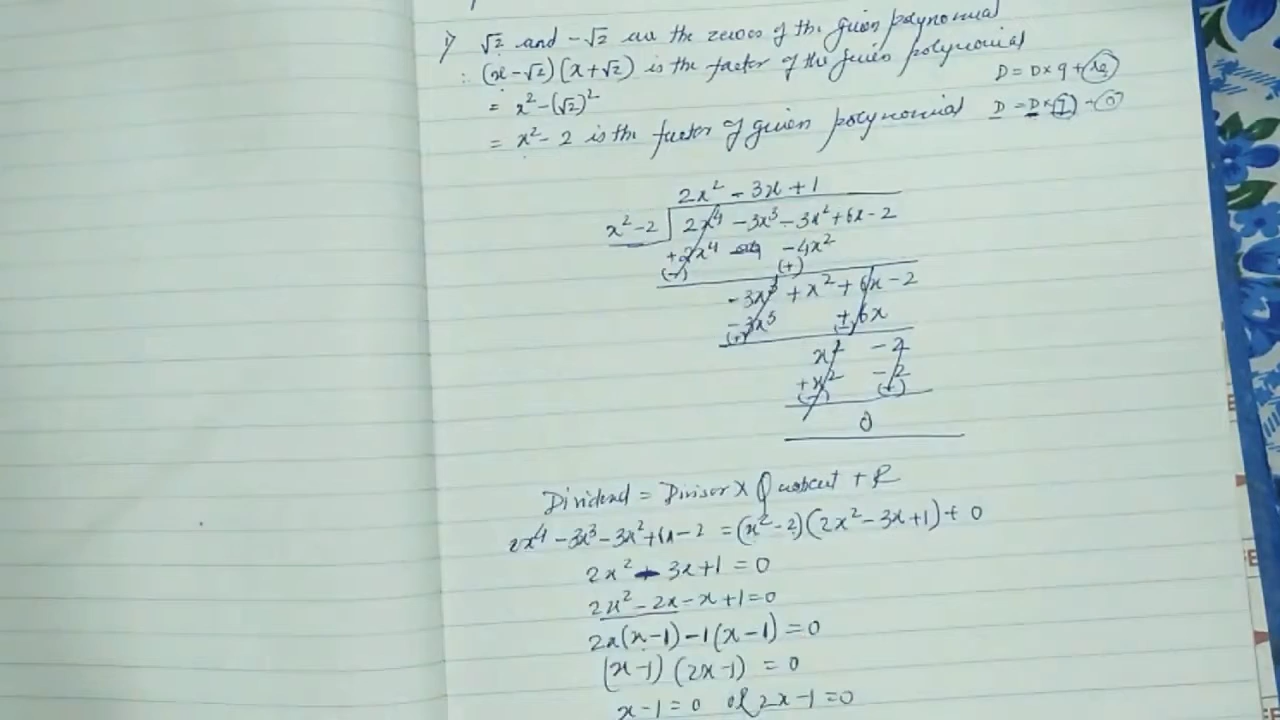 1) √2 and -√2 are the zeroes of the given polynomial
∴ (x-√2)(x+√2) is the factor of the given polynomial
D = D×q+r
= x²-(√2)²
= x²-2 is the factor of given polynomial
D = D×q-0
2x²-3x+1
x²-2 2x⁴-3x³-3x²+6x-2
+2x⁴ -4x²
(-) (+)
-3x³+x²+6x-2
-3x³ +6x
(+) (-)
x² -2
+x² -2
(-) (+)
0
Dividend = Divisor × Quotient + R
2x⁴-3x³-3x²+6x-2 = (x²-2)(2x²-3x+1)+0
2x² - 3x+1=0
2x²-2x-x+1=0
2x(x-1)-1(x-1)=0
(x-1)(2x-1) = 0
x-1=0 or 2x-1=0